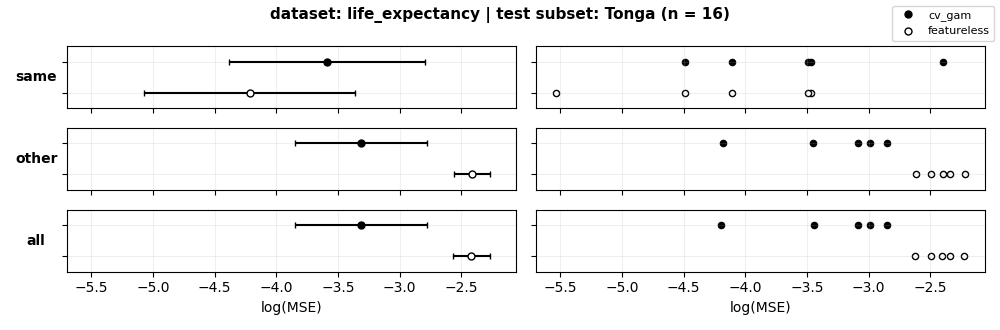 dataset: life_expectancy | test subset: Tonga (n = 16)
cv_gam
featureless
same
other
all
−5.5 −5.0 −4.5 −4.0 −3.5 −3.0 −2.5
−5.5 −5.0 −4.5 −4.0 −3.5 −3.0 −2.5
log(MSE)
log(MSE)